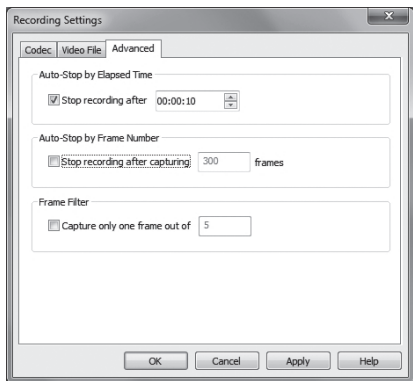 Recording Settings
Codec Video File Advanced
Auto-Stop by Elapsed Time
Stop recording after 00:00:10
Auto-Stop by Frame Number
Stop recording after capturing 300 frames
Frame Filter
Capture only one frame out of 5
OK Cancel Apply Help